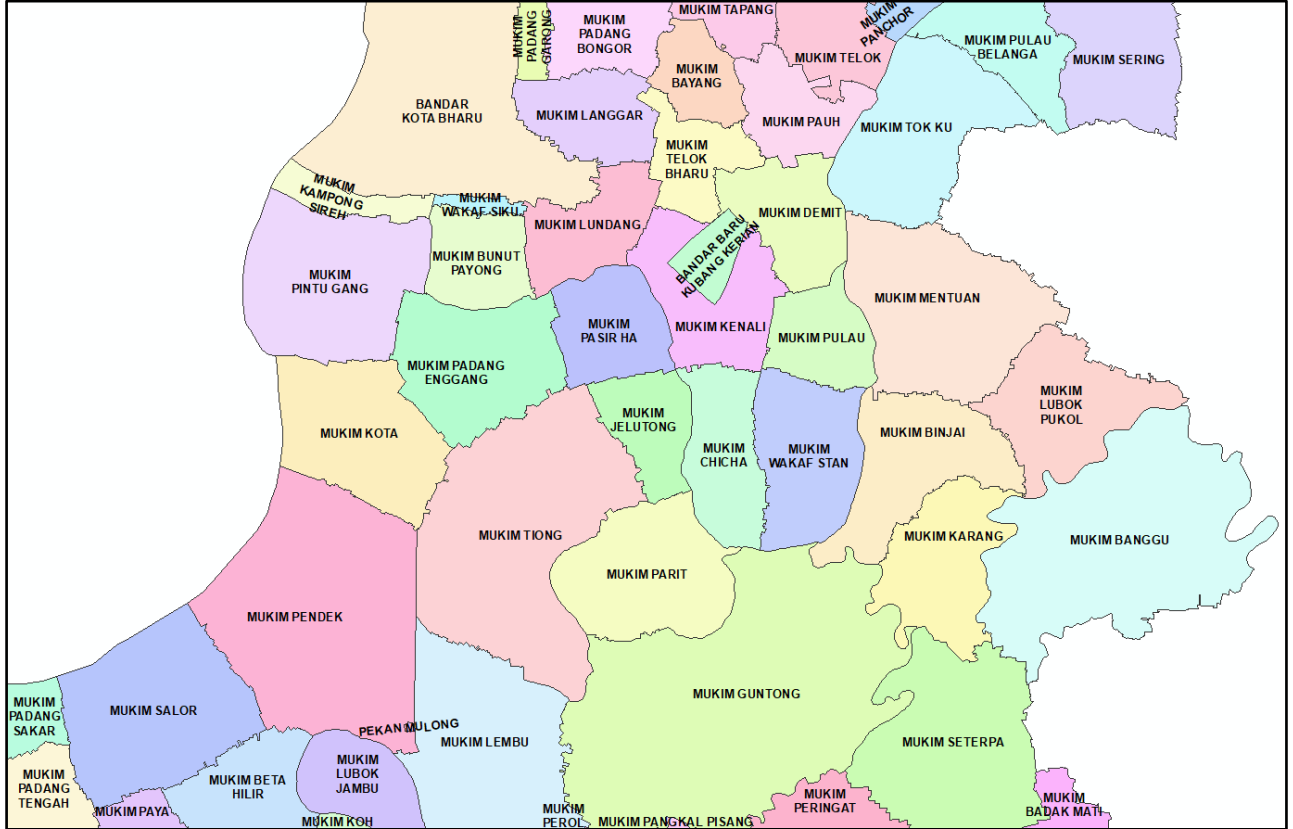 MUKIM TAPANG
MUKIM
PANCHOR
MUKIM
PADANG
GARONG
MUKIM
PADANG
BONGOR
MUKIM PULAU
BELANGA
MUKIM SERING
MUKIM TELOK
MUKIM
BAYANG
BANDAR
KOTA BHARU
MUKIM LANGGAR
MUKIM PAUH
MUKIM TOK KU
MUKIM
TELOK
BHARU
MUKIM
KAMPONG
SIREH
MUKIM
WAKAF SIKU
MUKIM LUNDANG
MUKIM DEMIT
BANDAR BARU
KUBANG KERIAN
MUKIM BUNUT
PAYONG
MUKIM
PINTU GANG
MUKIM MENTUAN
MUKIM
PASIR HA
MUKIM KENALI
MUKIM PULAU
MUKIM PADANG
ENGGANG
MUKIM
LUBOK
PUKOL
MUKIM
JELUTONG
MUKIM KOTA
MUKIM
CHICHA
MUKIM
WAKAF STAN
MUKIM BINJAI
MUKIM TIONG
MUKIM KARANG
MUKIM BANGGU
MUKIM PARIT
MUKIM PENDEK
MUKIM GUNTONG
MUKIM
PADANG
SAKAR
MUKIM SALOR
PEKAN MULONG
MUKIM LEMBU
MUKIM SETERPA
MUKIM
PADANG
TENGAH
MUKIM BETA
HILIR
MUKIM
LUBOK
JAMBU
MUKIM
PERINGAT
MUKIM
BADAK MATI
MUKIM PAYA
MUKIM KOH
MUKIM
PEROL
MUKIM PANGKAL PISANG